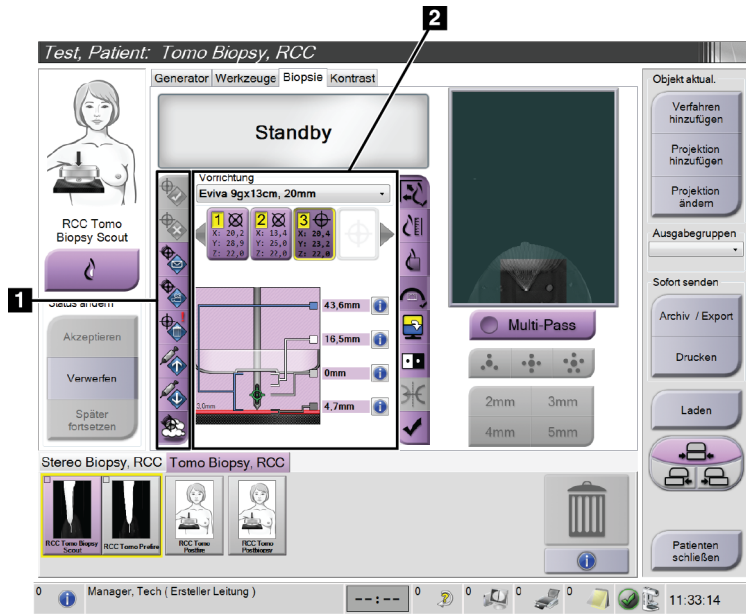 2
Test, Patient: Tomo Biopsy, RCC
Generator Werkzeuge Biopsie Kontrast
Standby
RCC Tomo
Biopsy Scout
1
Status ändern
Akzeptieren
Verwerfen
Später
fortsetzen
Vorrichtung
Eviva 9gx13cm, 20mm
1
X: 20,2
Y: 28,9
Z: 22,0
2
X: 13,4
Y: 25,0
Z: 22,0
3
X: 20,4
Y: 23,2
Z: 22,0
43,6mm
16,5mm
0mm
4,7mm
3,0mm
Multi-Pass
2mm 3mm
4mm 5mm
Objekt aktual.
Verfahren
hinzufügen
Projektion
hinzufügen
Projektion
ändern
Ausgabegruppen
Sofort senden
Archiv / Export
Drucken
Laden
Patienten
schließen
Stereo Biopsy, RCC Tomo Biopsy, RCC
RCC Tomo Biopsy
Scout
RCC Tomo Prefire
RCC Tomo
Postfire
RCC Tomo
Postbiopsy
0 Manager, Tech ( Ersteller Leitung ) --:-- 0 0 0 0 11:33:14